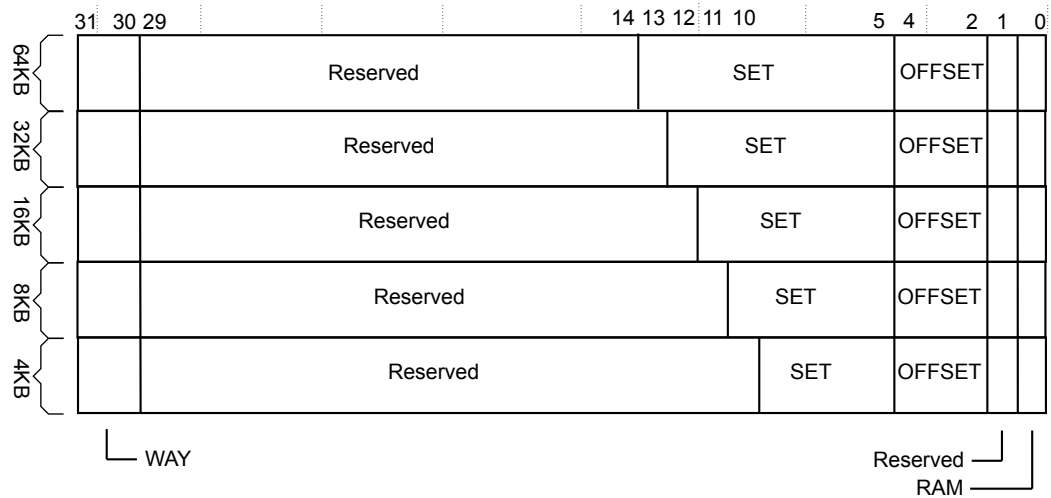 31 30 29 14 13 12 11 10 5 4 2 1 0
64KB Reserved SET OFFSET
32KB Reserved SET OFFSET
16KB Reserved SET OFFSET
8KB Reserved SET OFFSET
4KB Reserved SET OFFSET
WAY Reserved
RAM